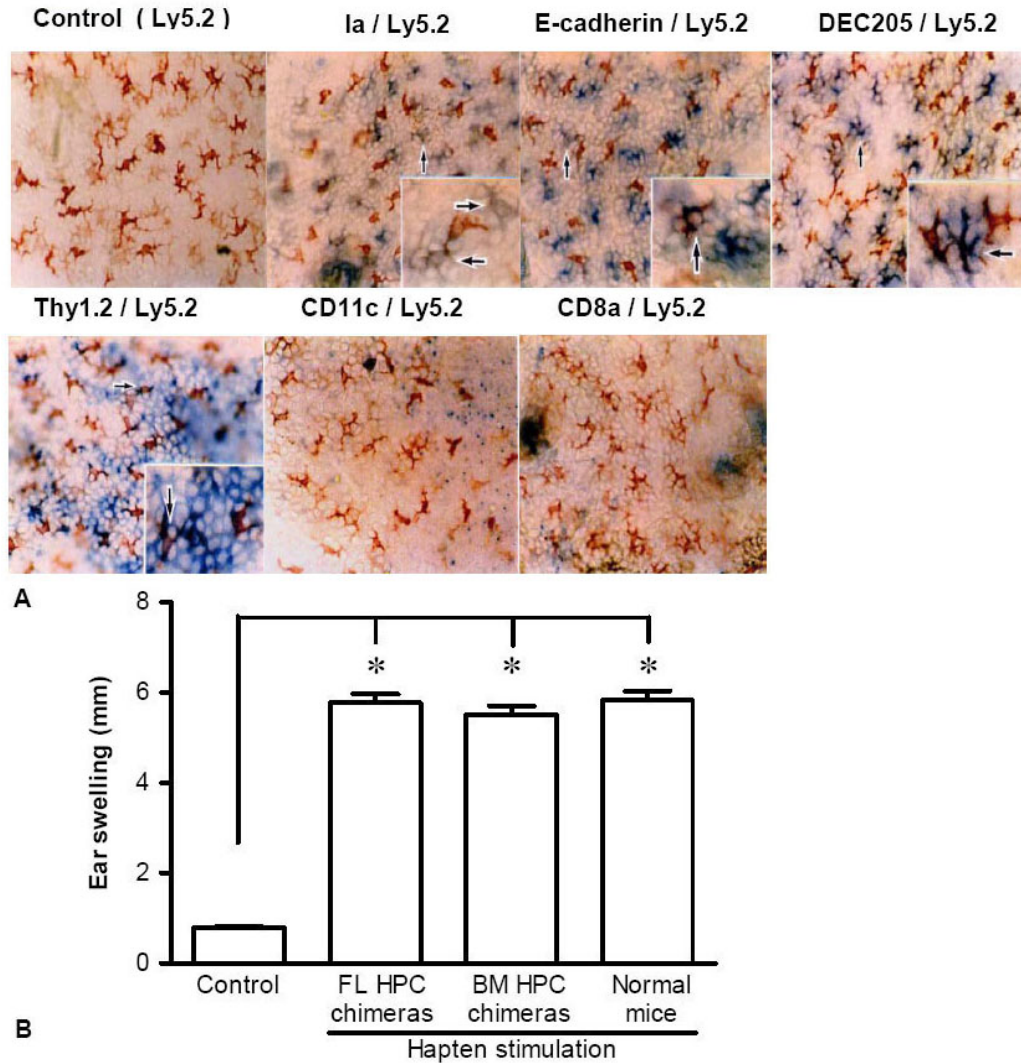 Control ( Ly5.2 )
Ia / Ly5.2
E-cadherin / Ly5.2
DEC205 / Ly5.2
Thy1.2 / Ly5.2
CD11c / Ly5.2
CD8a / Ly5.2
A
8
6
4
2
0
Ear swelling (mm)
* * *
Control
FL HPC
chimeras
BM HPC
chimeras
Normal
mice
Hapten stimulation
B